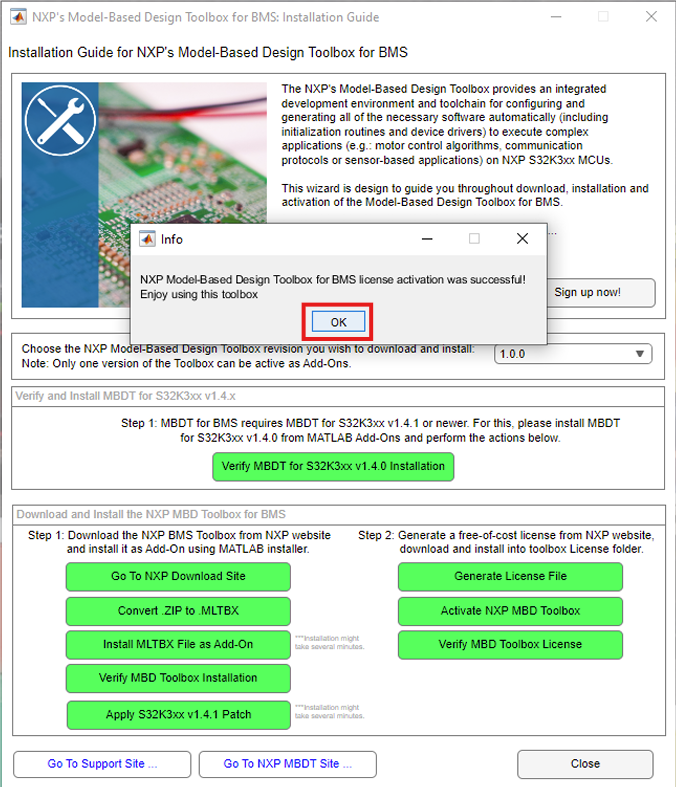 NXP's Model-Based Design Toolbox for BMS: Installation Guide
Installation Guide for NXP's Model-Based Design Toolbox for BMS
The NXP's Model-Based Design Toolbox provides an integrated
development environment and toolchain for configuring and
generating all of the necessary software automatically (including
initialization routines and device drivers) to execute complex
applications (e.g.: motor control algorithms, communication
protocols or sensor-based applications) on NXP S32K3xx MCUs.
This wizard is design to guide you throughout download, installation and
activation of the Model-Based Design Toolbox for BMS.
...
Info
NXP Model-Based Design Toolbox for BMS license activation was successful!
Enjoy using this toolbox
OK
Sign up now!
Choose the NXP Model-Based Design Toolbox revision you wish to download and install:
Note: Only one version of the Toolbox can be active as Add-Ons.
1.0.0
Verify and Install MBDT for S32K3xx v1.4.x
Step 1: MBDT for BMS requires MBDT for S32K3xx v1.4.1 or newer. For this, please install MBDT
for S32K3xx v1.4.0 from MATLAB Add-Ons and perform the actions below.
Verify MBDT for S32K3xx v1.4.0 Installation
Download and Install the NXP MBD Toolbox for BMS
Step 1: Download the NXP BMS Toolbox from NXP website
and install it as Add-On using MATLAB installer.
Go To NXP Download Site
Convert .ZIP to .MLTBX
Install MLTBX File as Add-On
***Installation might
take several minutes.
Verify MBD Toolbox Installation
Apply S32K3xx v1.4.1 Patch
***Installation might
take several minutes.
Step 2: Generate a free-of-cost license from NXP website,
download and install into toolbox License folder.
Generate License File
Activate NXP MBD Toolbox
Verify MBD Toolbox License
Go To Support Site ...
Go To NXP MBDT Site ...
Close